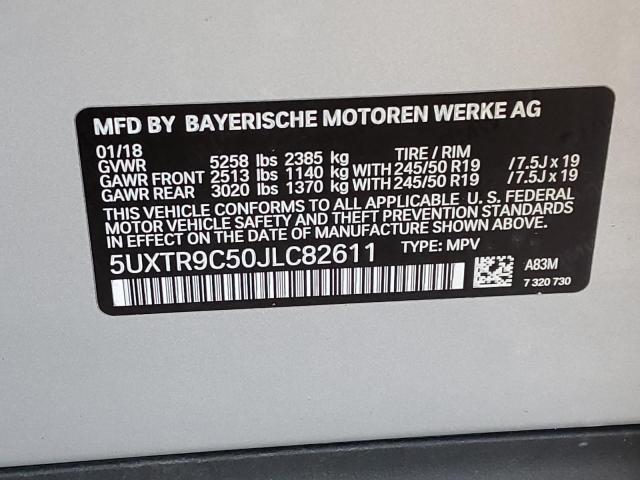 MFD BY BAYERISCHE MOTOREN WERKE AG
01/18 TIRE / RIM
GVWR 5258 lbs 2385 kg
GAWR FRONT 2513 lbs 1140 kg WITH 245/50 R19 / 7.5J x 19
GAWR REAR 3020 lbs 1370 kg WITH 245/50 R19 / 7.5J x 19
THIS VEHICLE CONFORMS TO ALL APPLICABLE U. S. FEDERAL
MOTOR VEHICLE SAFETY AND THEFT PREVENTION STANDARDS
IN EFFECT ON THE DATE OF MANUFACTURE SHOWN ABOVE.
5UXTR9C50JLC82611 TYPE: MPV
A83M
7 320 730